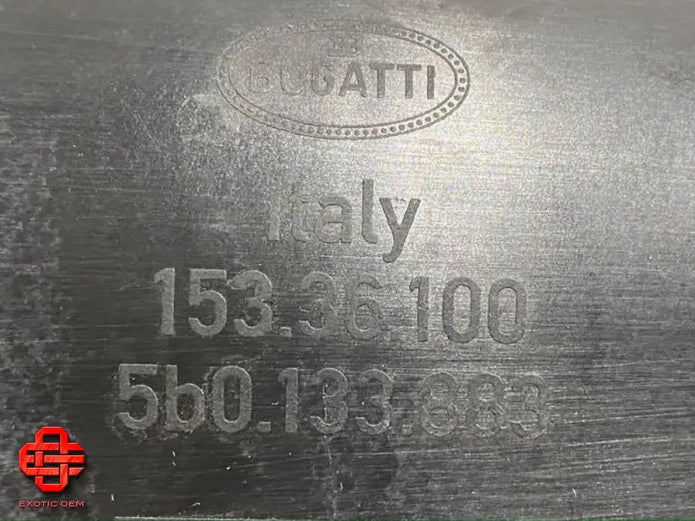 BUGATTI
Italy
153.36.100
5b0.133.883
EXOTIC OEM